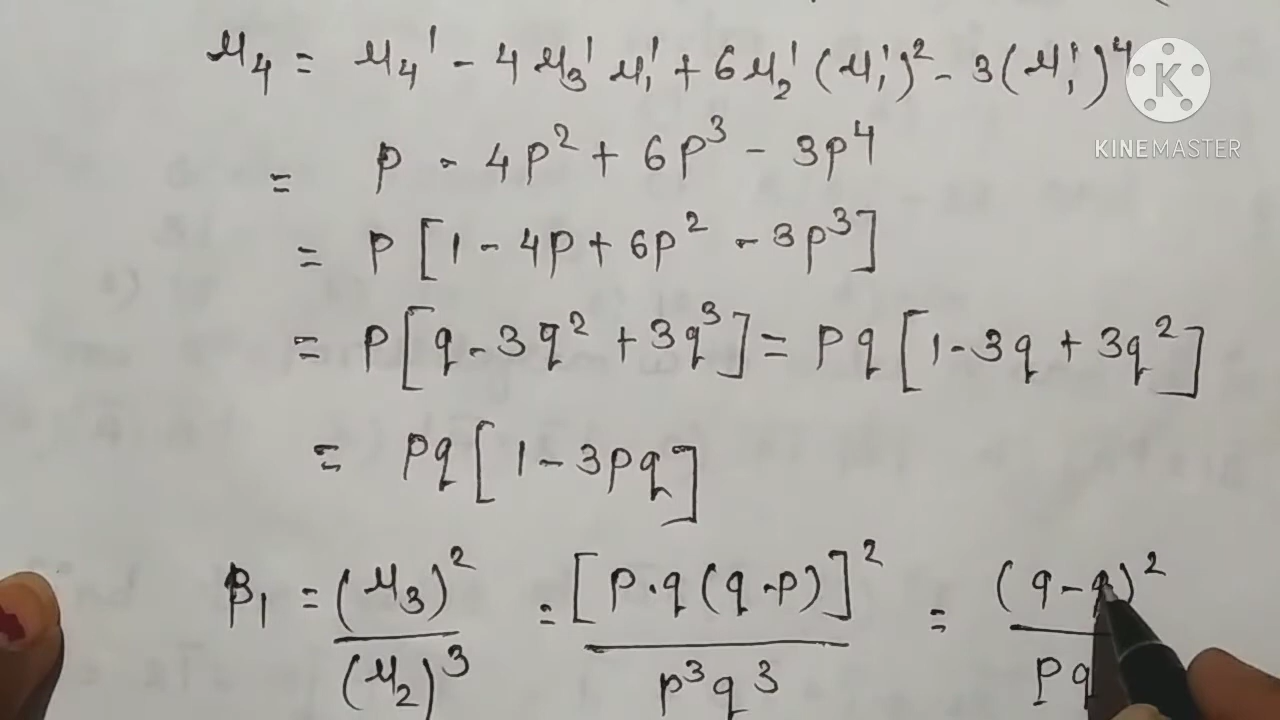 μ₄ = μ₄' - 4μ₃'μ₁' + 6μ₂'(μ₁')² - 3(μ₁')⁴
KINEMASTER
= p - 4p² + 6p³ - 3p⁴
= p[1 - 4p + 6p² - 3p³]
= p[q - 3q² + 3q³] = pq[1 - 3q + 3q²]
= pq[1 - 3pq]
β₁ = (μ₃)² / (μ₂)³ = [p·q(q-p)]² / p³q³ = (q- )² / pq